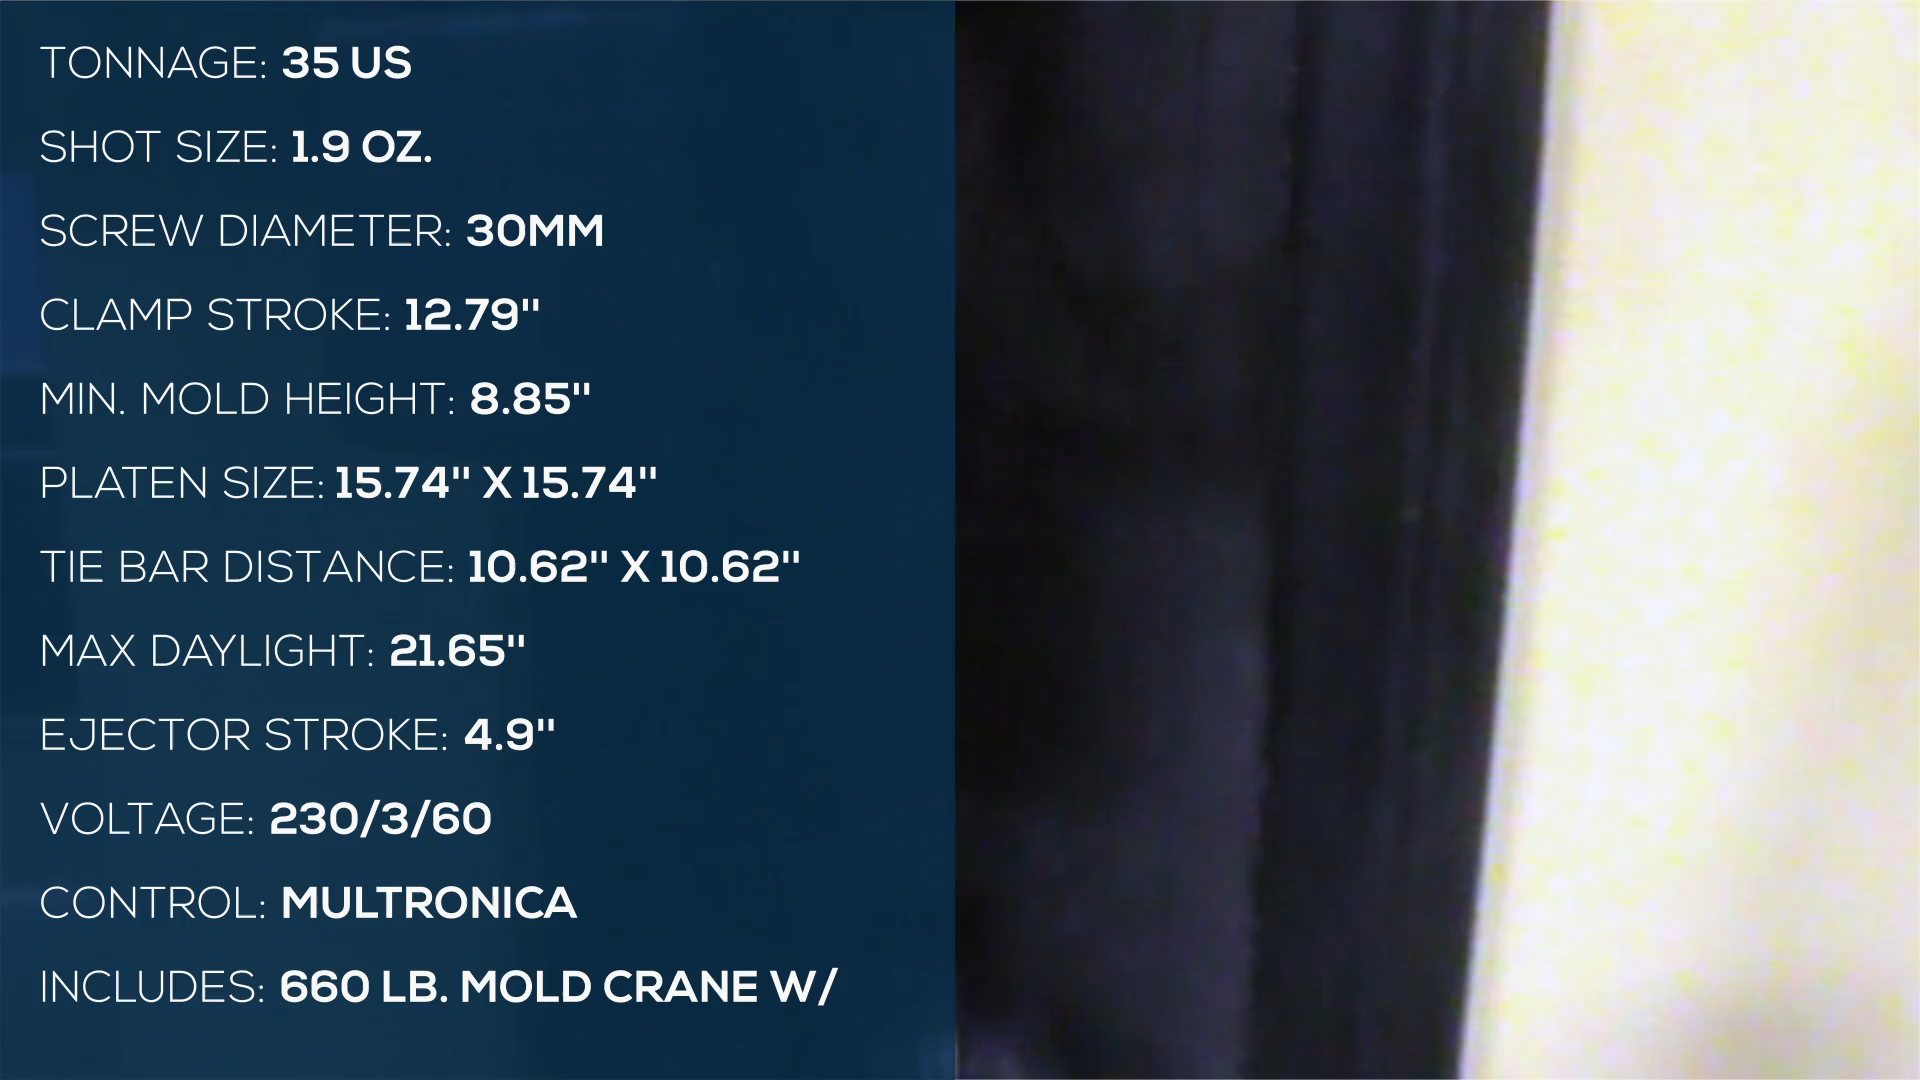 TONNAGE: 35 US
SHOT SIZE: 1.9 OZ.
SCREW DIAMETER: 30MM
CLAMP STROKE: 12.79"
MIN. MOLD HEIGHT: 8.85"
PLATEN SIZE: 15.74" X 15.74"
TIE BAR DISTANCE: 10.62" X 10.62"
MAX DAYLIGHT: 21.65"
EJECTOR STROKE: 4.9"
VOLTAGE: 230/3/60
CONTROL: MULTRONICA
INCLUDES: 660 LB. MOLD CRANE W/